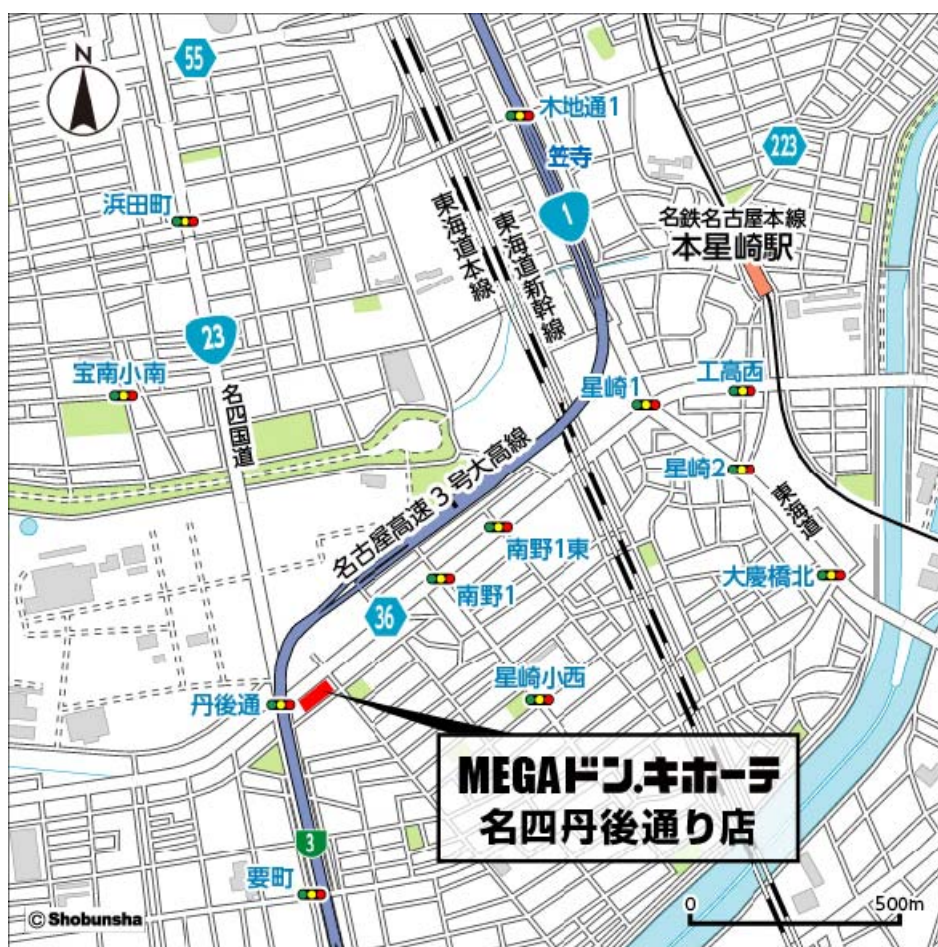 N
55
木地通1
笠寺
223
浜田町
1
名鉄名古屋本線
本星崎駅
東海道本線
東海道新幹線
23
宝南小南
名四国道
星崎1
工高西
星崎2
東海道
名古屋高速3号大高線
南野1東
南野1
大慶橋北
36
星崎小西
丹後通
MEGAドン.キホーテ
名四丹後通り店
3
要町
0
500m
© Shobunsha